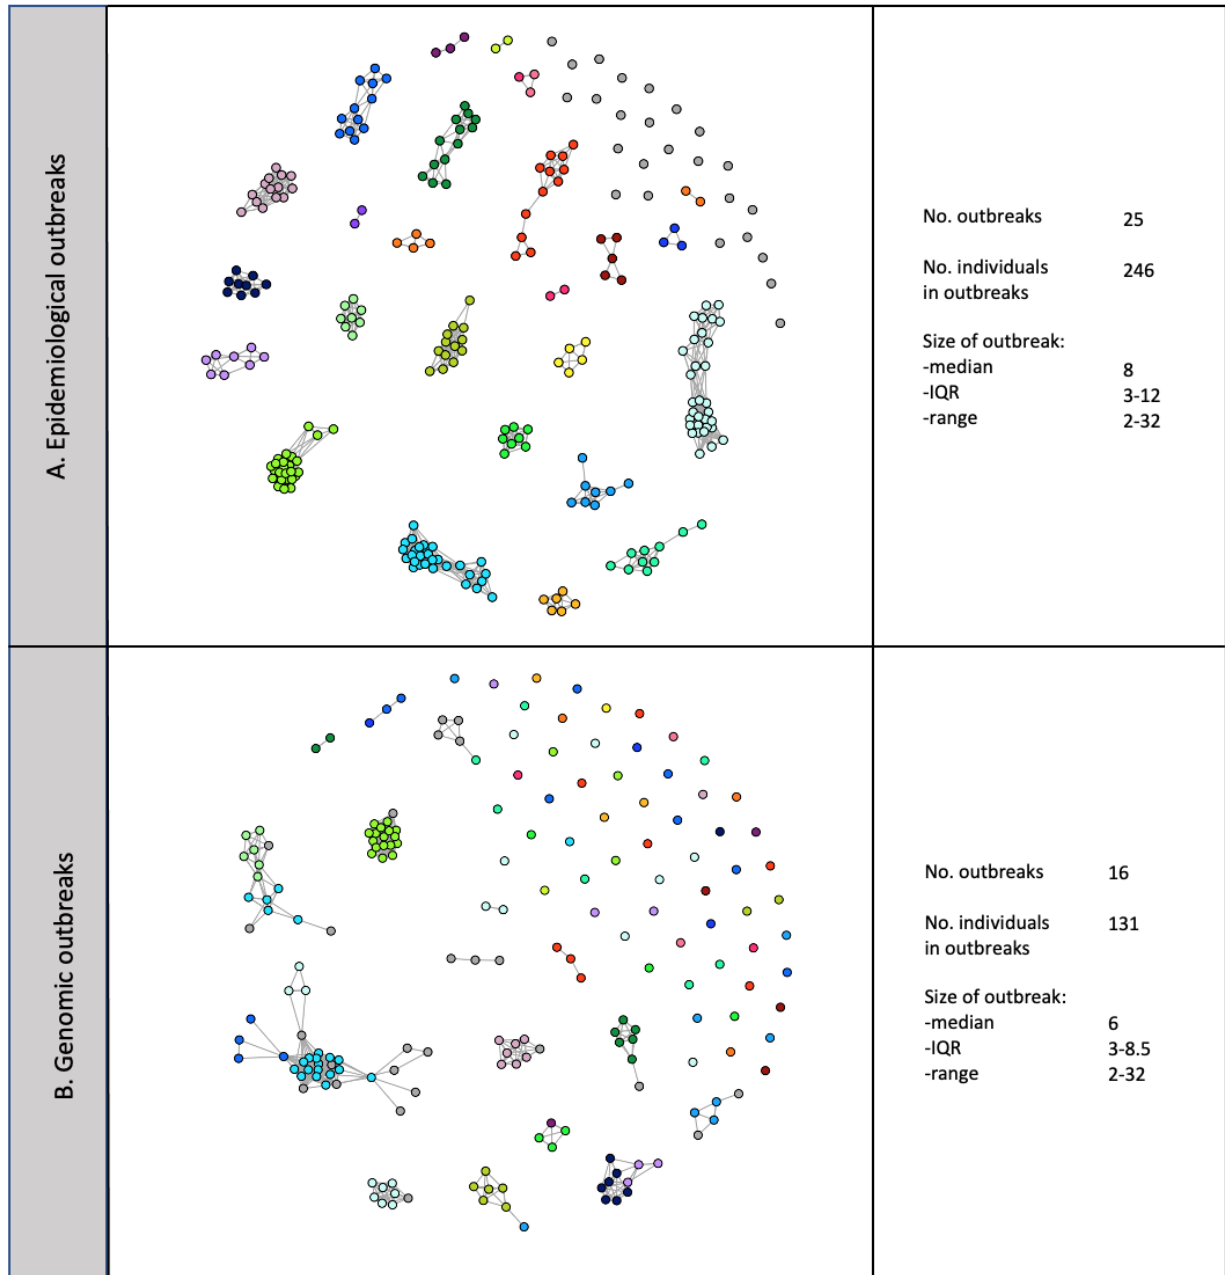 A. Epidemiological outbreaks
No. outbreaks 25
No. individuals 246
in outbreaks
Size of outbreak:
-median 8
-IQR 3-12
-range 2-32
B. Genomic outbreaks
No. outbreaks 16
No. individuals 131
in outbreaks
Size of outbreak:
-median 6
-IQR 3-8.5
-range 2-32